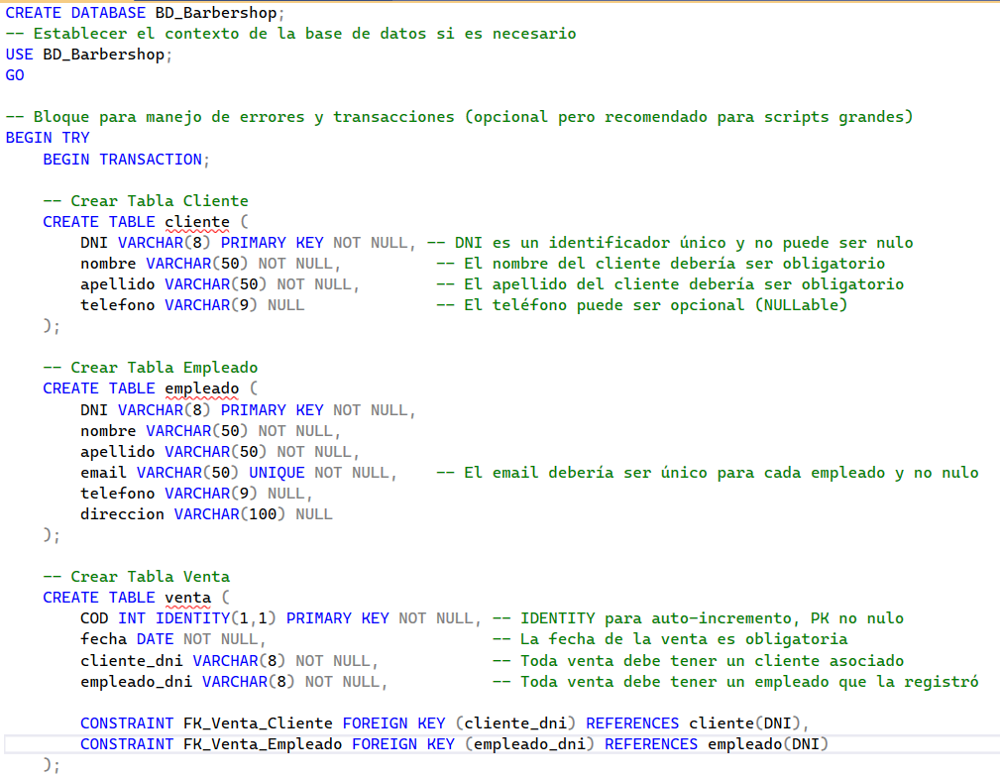 CREATE DATABASE BD_Barbershop;
-- Establecer el contexto de la base de datos si es necesario
USE BD_Barbershop;
GO

-- Bloque para manejo de errores y transacciones (opcional pero recomendado para scripts grandes)
BEGIN TRY
    BEGIN TRANSACTION;

    -- Crear Tabla Cliente
    CREATE TABLE cliente (
        DNI VARCHAR(8) PRIMARY KEY NOT NULL, -- DNI es un identificador único y no puede ser nulo
        nombre VARCHAR(50) NOT NULL,          -- El nombre del cliente debería ser obligatorio
        apellido VARCHAR(50) NOT NULL,        -- El apellido del cliente debería ser obligatorio
        telefono VARCHAR(9) NULL              -- El teléfono puede ser opcional (NULLable)
    );

    -- Crear Tabla Empleado
    CREATE TABLE empleado (
        DNI VARCHAR(8) PRIMARY KEY NOT NULL,
        nombre VARCHAR(50) NOT NULL,
        apellido VARCHAR(50) NOT NULL,
        email VARCHAR(50) UNIQUE NOT NULL,    -- El email debería ser único para cada empleado y no nulo
        telefono VARCHAR(9) NULL,
        direccion VARCHAR(100) NULL
    );

    -- Crear Tabla Venta
    CREATE TABLE venta (
        COD INT IDENTITY(1,1) PRIMARY KEY NOT NULL, -- IDENTITY para auto-incremento, PK no nulo
        fecha DATE NOT NULL,                        -- La fecha de la venta es obligatoria
        cliente_dni VARCHAR(8) NOT NULL,            -- Toda venta debe tener un cliente asociado
        empleado_dni VARCHAR(8) NOT NULL,           -- Toda venta debe tener un empleado que la registró

        CONSTRAINT FK_Venta_Cliente FOREIGN KEY (cliente_dni) REFERENCES cliente(DNI),
        CONSTRAINT FK_Venta_Empleado FOREIGN KEY (empleado_dni) REFERENCES empleado(DNI)
    );